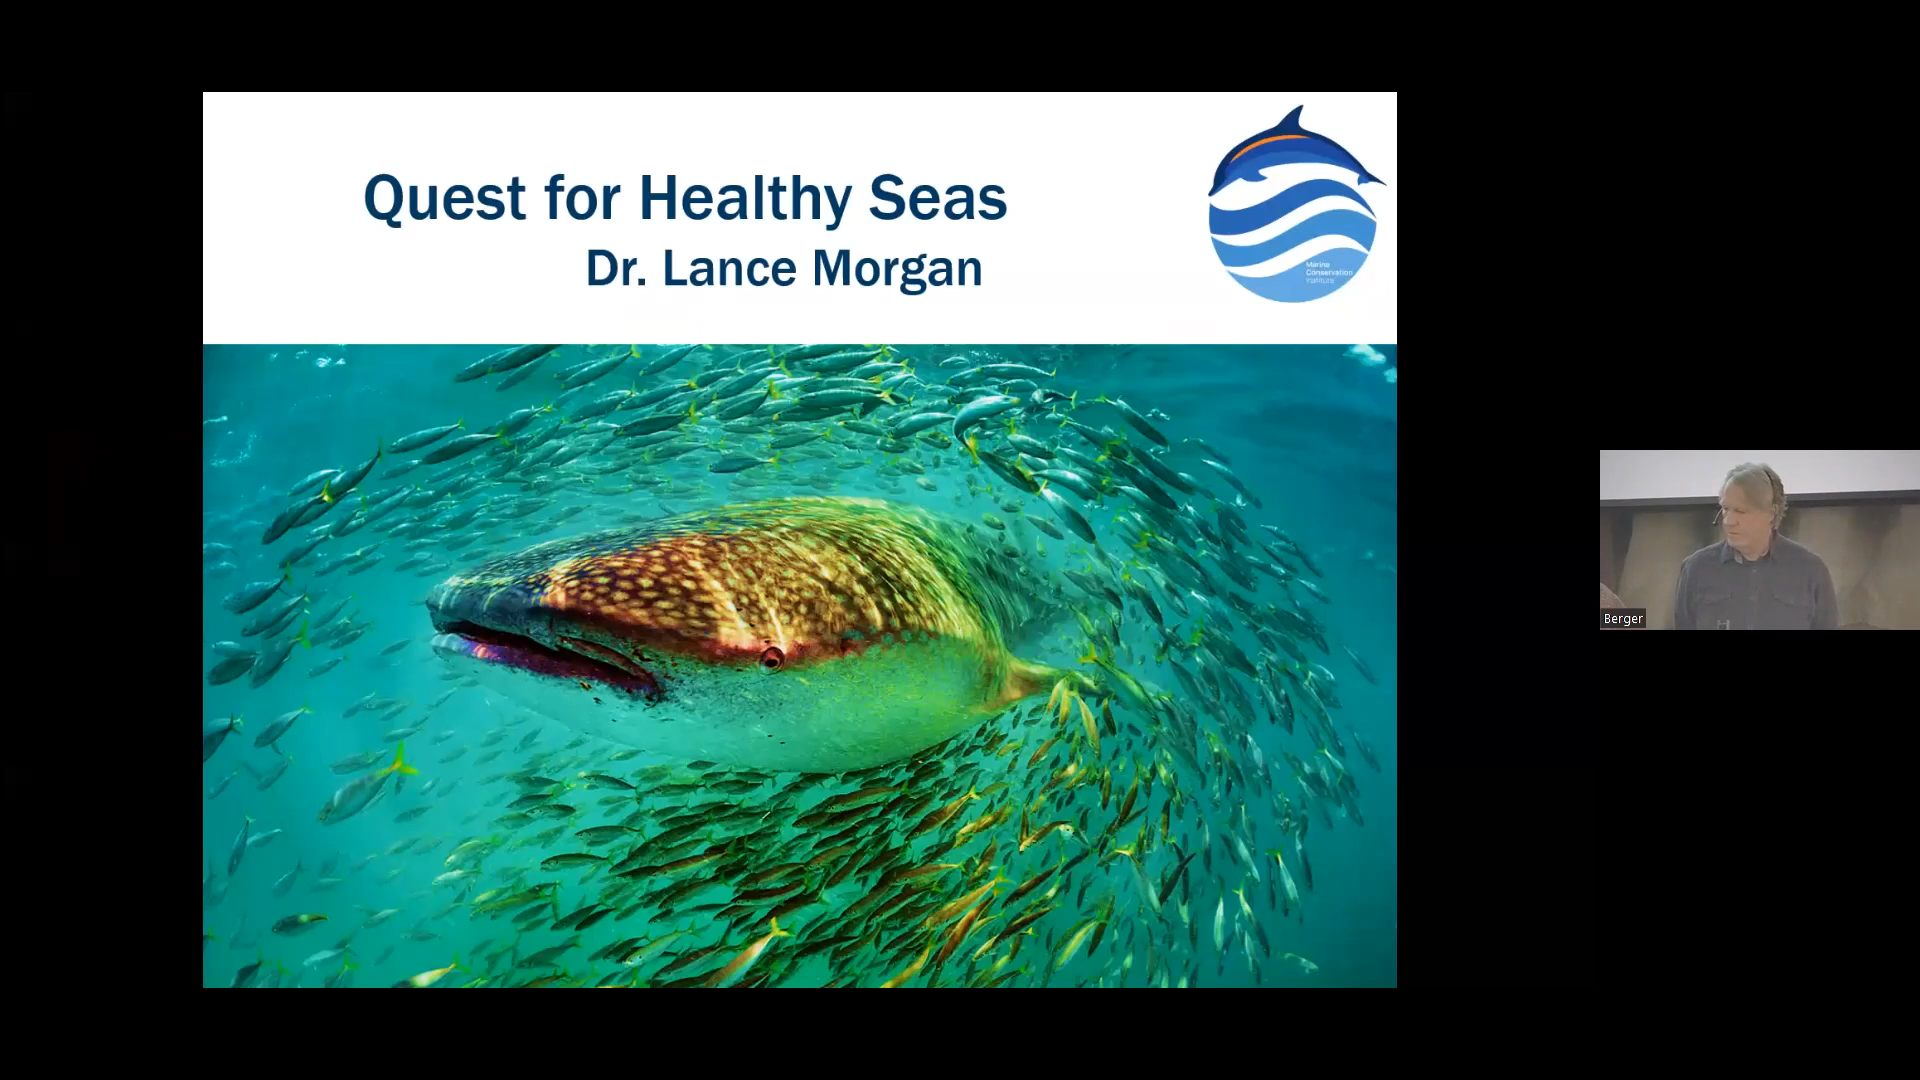 Quest for Healthy Seas
Dr. Lance Morgan
Marine
Conservation
Institute
Berger